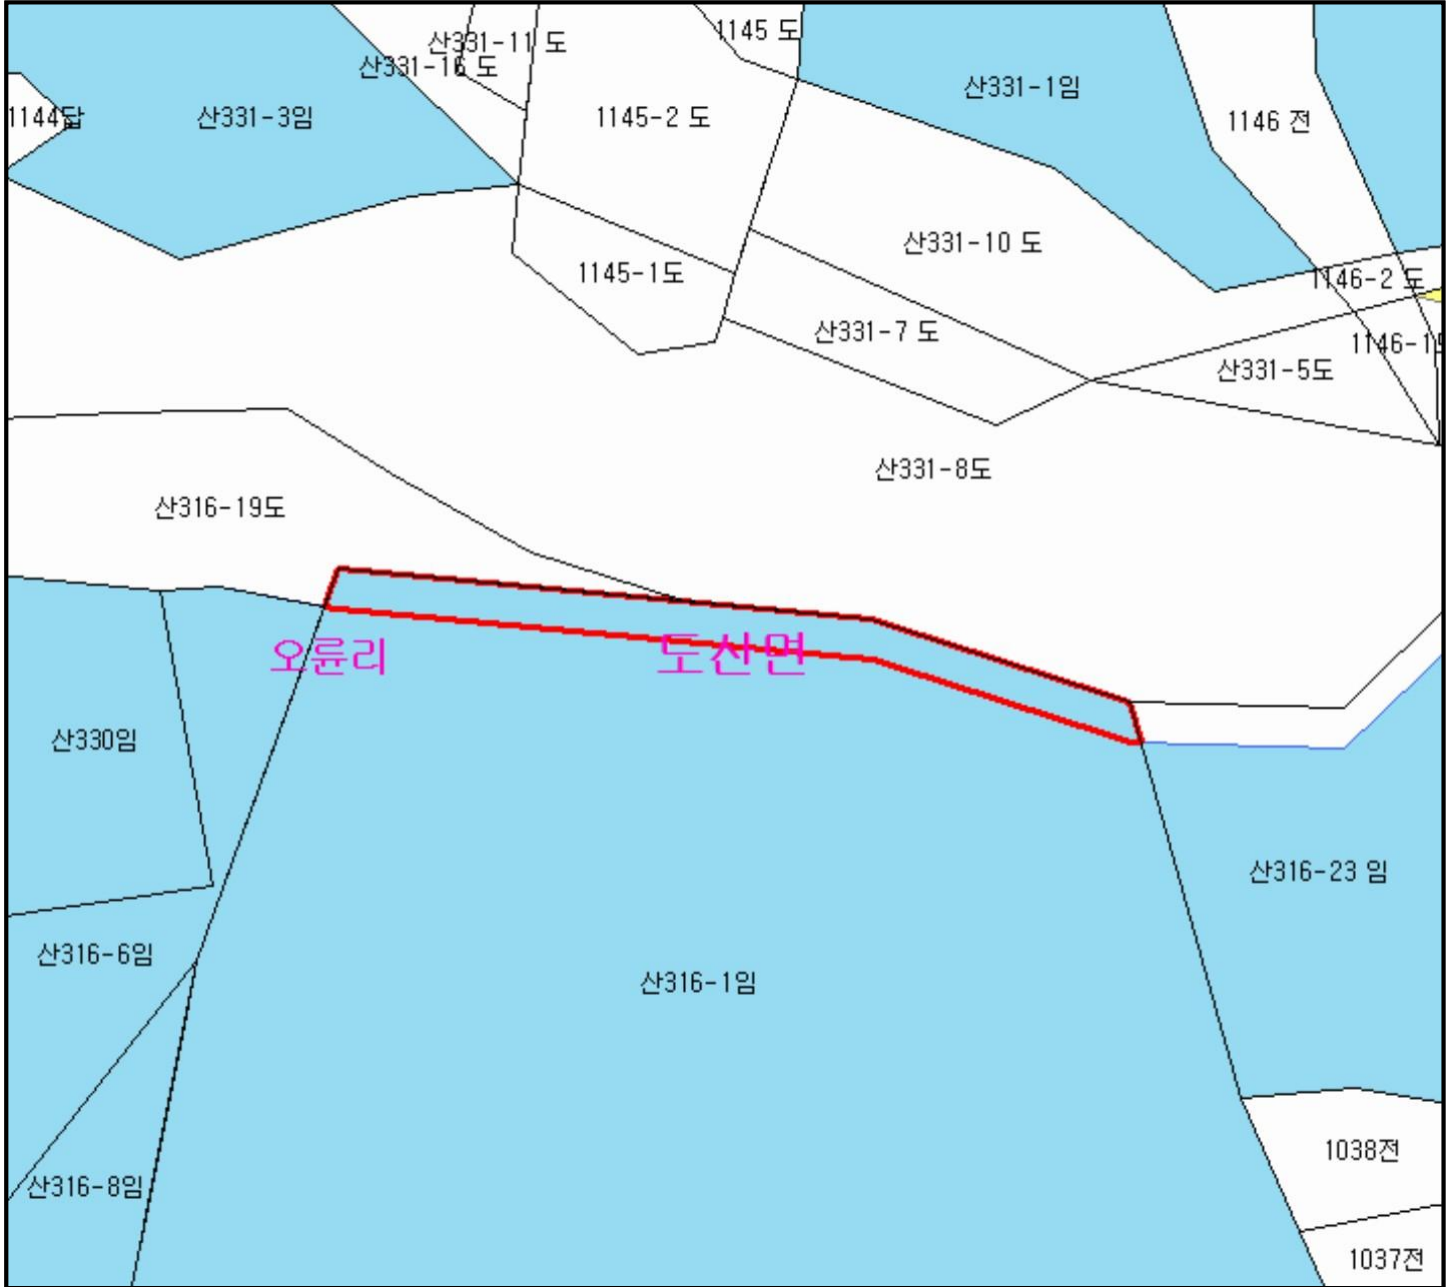 1145 도
산331-11 도
산331-16 도
산331-1임
1144답
산331-3임
1145-2 도
1146 전
산331-10 도
1145-1도
1146-2 도
산331-7 도
1146-1도
산331-5도
산331-8도
산316-19도
오륜리
도산면
산330임
산316-23 임
산316-6임
산316-1임
1038전
산316-8임
1037전